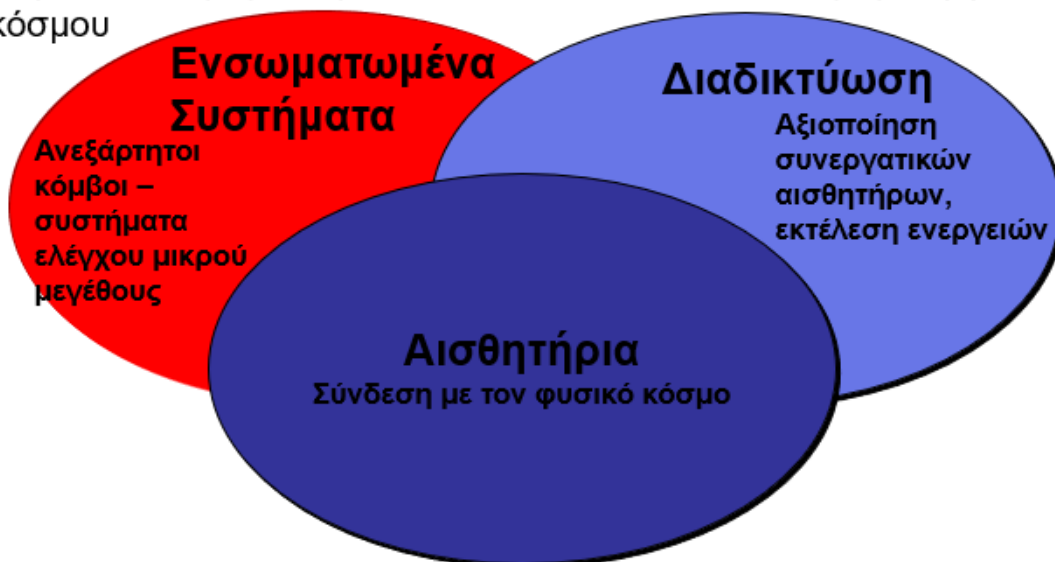 κόσμου
Ενσωματωμένα
Συστήματα
Ανεξάρτητοι
κόμβοι –
συστήματα
ελέγχου μικρού
μεγέθους
Διαδικτύωση
Αξιοποίηση
συνεργατικών
αισθητήρων,
εκτέλεση ενεργειών
Αισθητήρια
Σύνδεση με τον φυσικό κόσμο